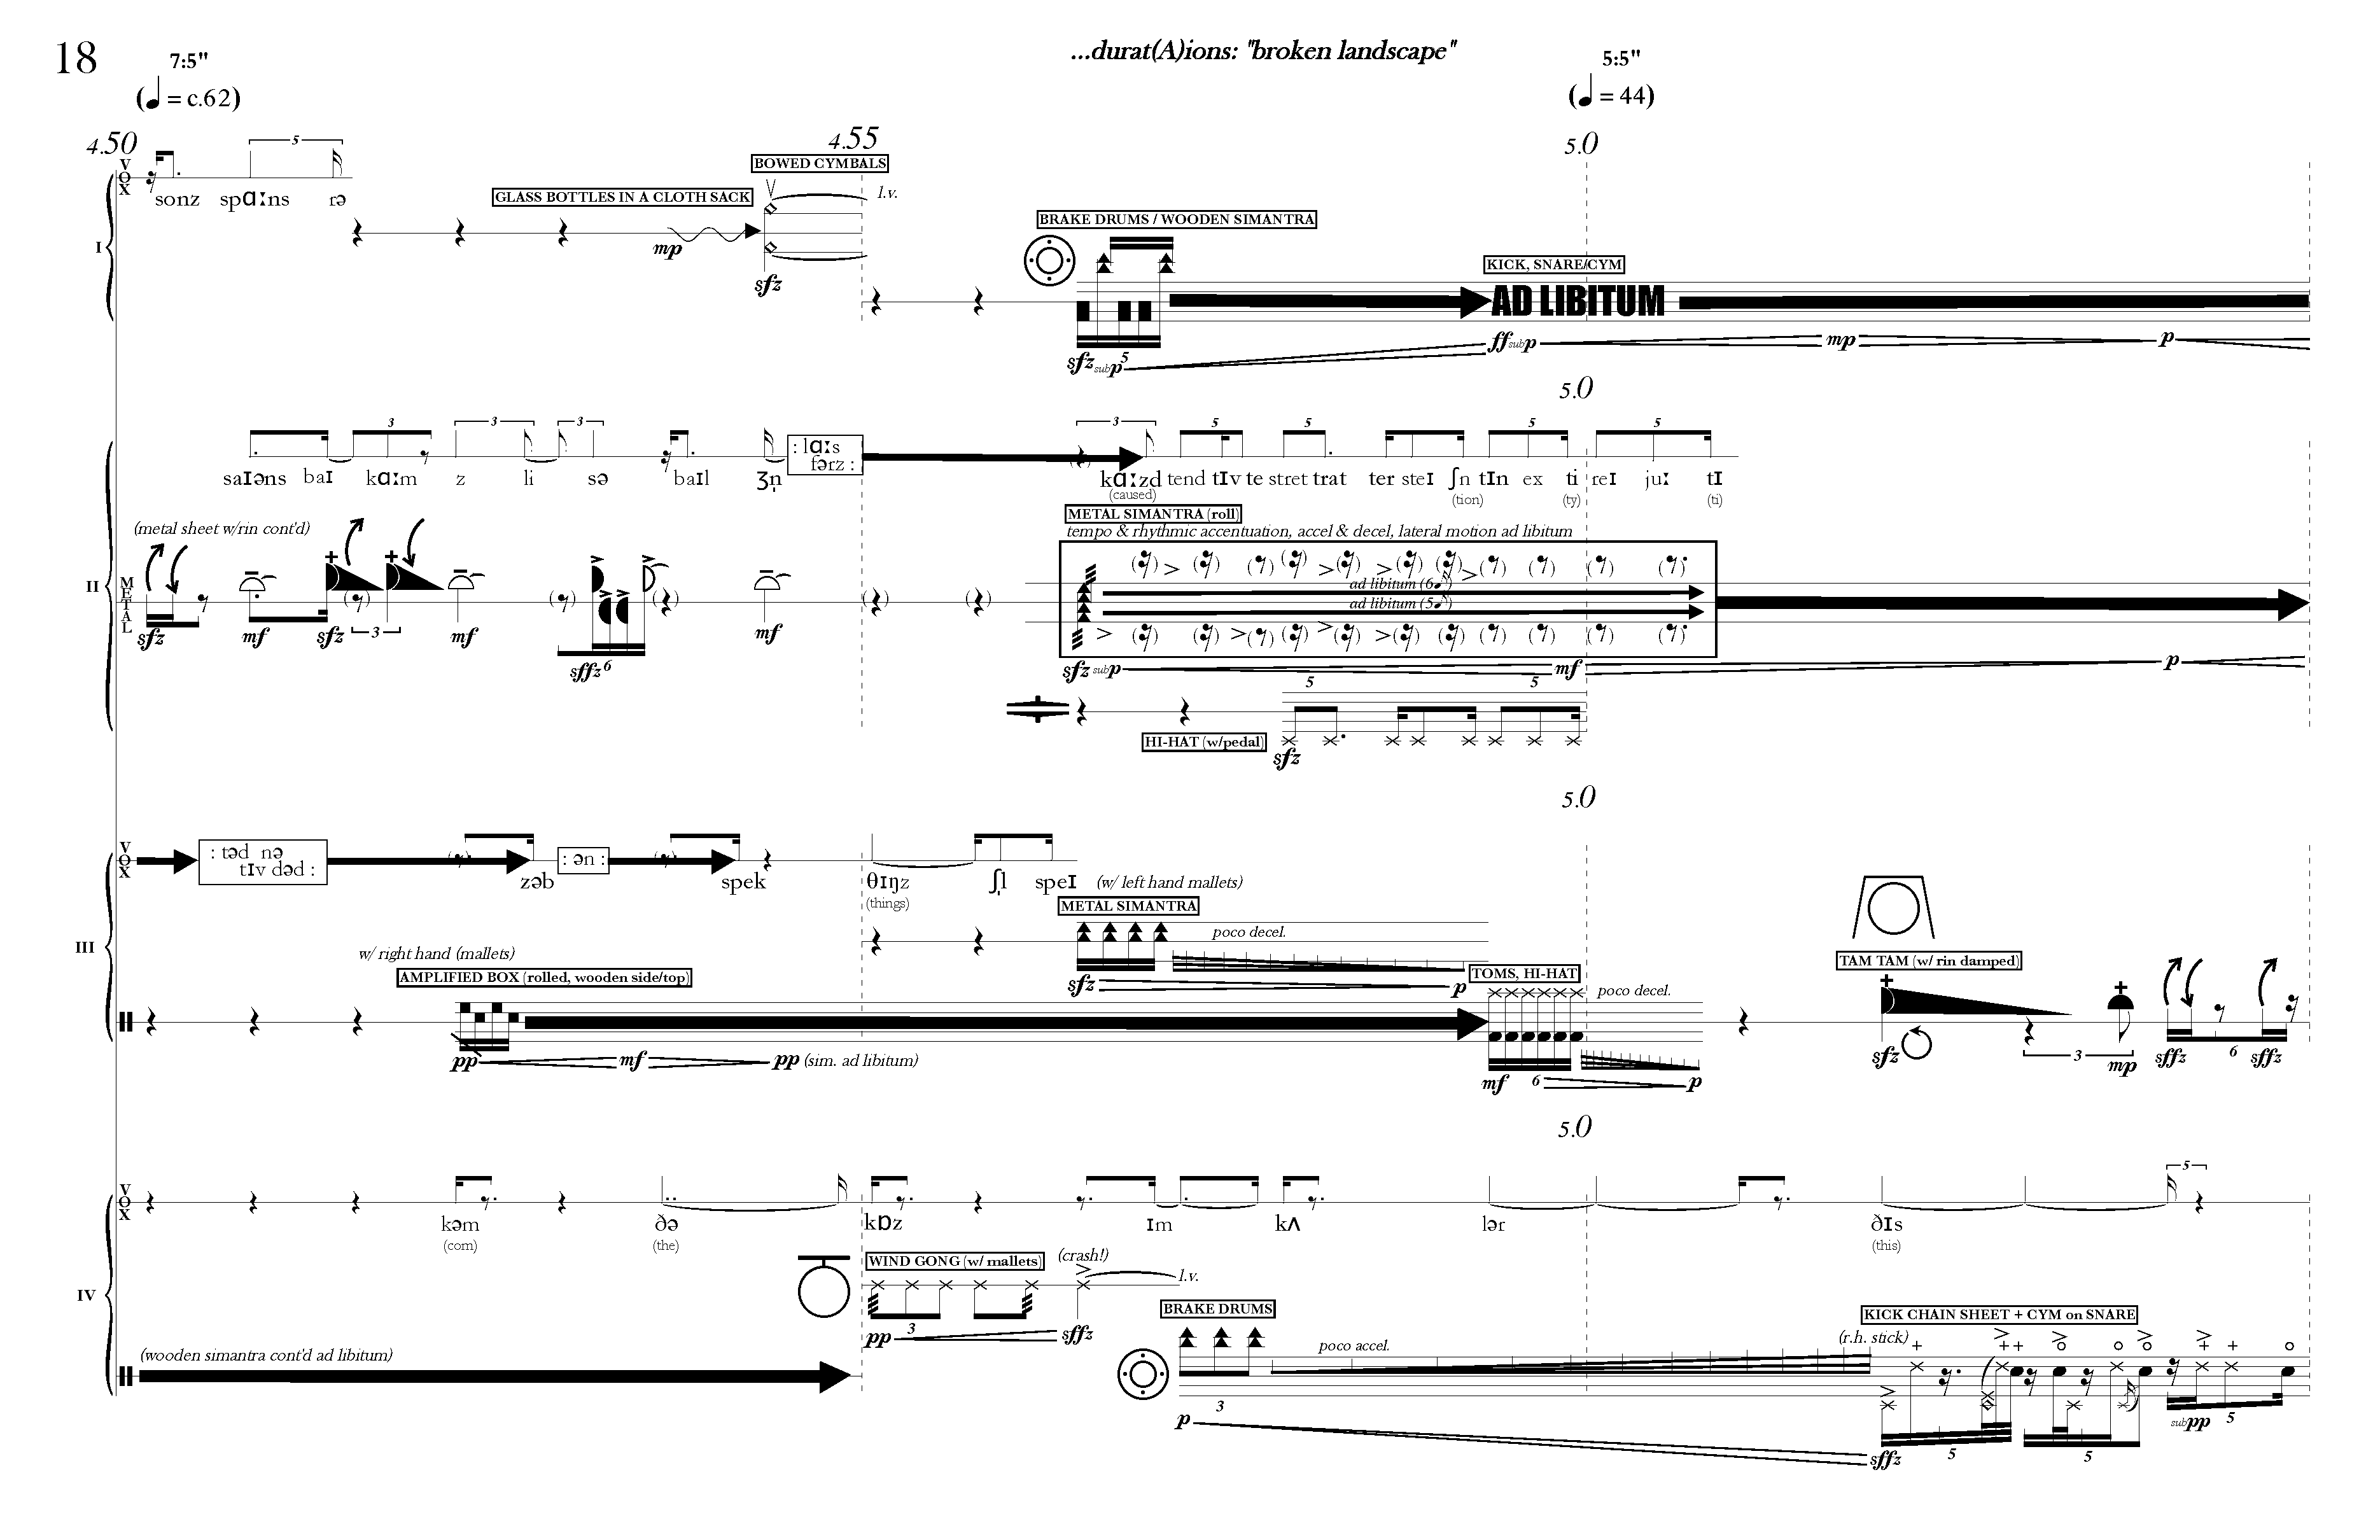 18
...durat(A)ions: "broken landscape"
7:5"
(♩ = c.62)
5:5"
(♩ = 44)
4.50
4.55
5.0
VOX
5
sonz spɑːns rə
I
GLASS BOTTLES IN A CLOTH SACK
BOWED CYMBALS
l.v.
mp
sfz
BRAKE DRUMS / WOODEN SIMANTRA
KICK, SNARE/CYM
AD LIBITUM
sfz sub p 5
ff sub p mp p
5.0
3 3 3 3 5 5 5 5
: lɑːs
fərz :
saɪəns baɪ kɑːm z li sə baɪl ʒn̩ kɑːzd tend tɪv te stret trat ter steɪ ʃn tɪn ex ti reɪ juː tɪ
(caused) (tion) (ty) (ti)
(metal sheet w/rin cont'd)
METAL SIMANTRA (roll)
tempo & rhythmic accentuation, accel & decel, lateral motion ad libitum
II
METAL
ad libitum (6 )
ad libitum (5 )
sfz mf sfz 3 mf sffz 6 mf
sfz sub p mf p
5 5
HI-HAT (w/pedal)
sfz
5.0
VOX
: təd nə
tɪv dəd :
: ən :
zəb spek θɪŋz ʃl̩ speɪ
(things)
(w/ left hand mallets)
METAL SIMANTRA
poco decel.
sfz p
III
w/ right hand (mallets)
AMPLIFIED BOX (rolled, wooden side/top)
TOMS, HI-HAT
poco decel.
TAM TAM (w/ rin damped)
pp mf pp (sim. ad libitum)
mf 6 p
sfz 3 mp sffz 6 sffz
5.0
VOX
5
kəm ðə kɒz ɪm kʌ lər ðɪs
(com) (the) (this)
IV
WIND GONG (w/ mallets)
(crash!)
l.v.
pp 3 sffz
BRAKE DRUMS
KICK CHAIN SHEET + CYM on SNARE
(wooden simantra cont'd ad libitum)
poco accel.
(r.h. stick)
p 3
sffz 5 5 sub pp 5